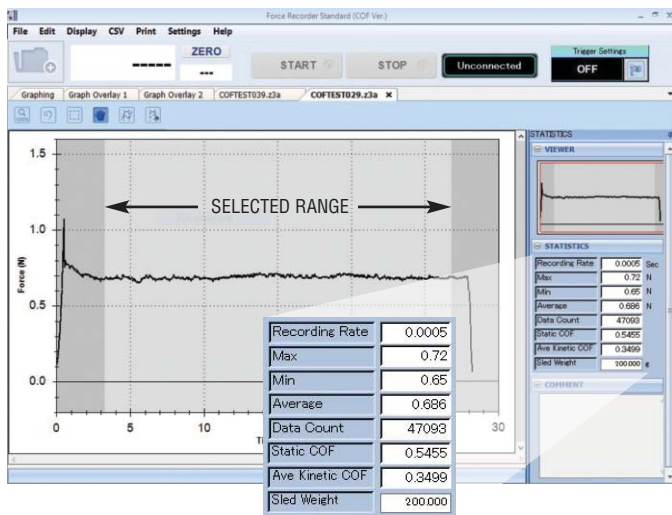 Force Recorder Standard (COF Ver.)
File Edit Display CSV Print Settings Help
-----
ZERO
---
START
STOP
Unconnected
Trigger Settings
OFF
Graphing Graph Overlay 1 Graph Overlay 2 COFTEST039.z3a COFTEST029.z3a ×
STATISTICS
VIEWER
1.5
1.0
0.5
0.0
Force (N)
SELECTED RANGE
0 5 10 30
STATISTICS
Recording Rate 0.0005 Sec
Max 0.72 N
Min 0.65 N
Average 0.686 N
Data Count 47093
Static COF 0.5455
Ave Kinetic COF 0.3499
Sled Weight 200.000 g
COMMENT
Recording Rate 0.0005
Max 0.72
Min 0.65
Average 0.686
Data Count 47093
Static COF 0.5455
Ave Kinetic COF 0.3499
Sled Weight 200.000